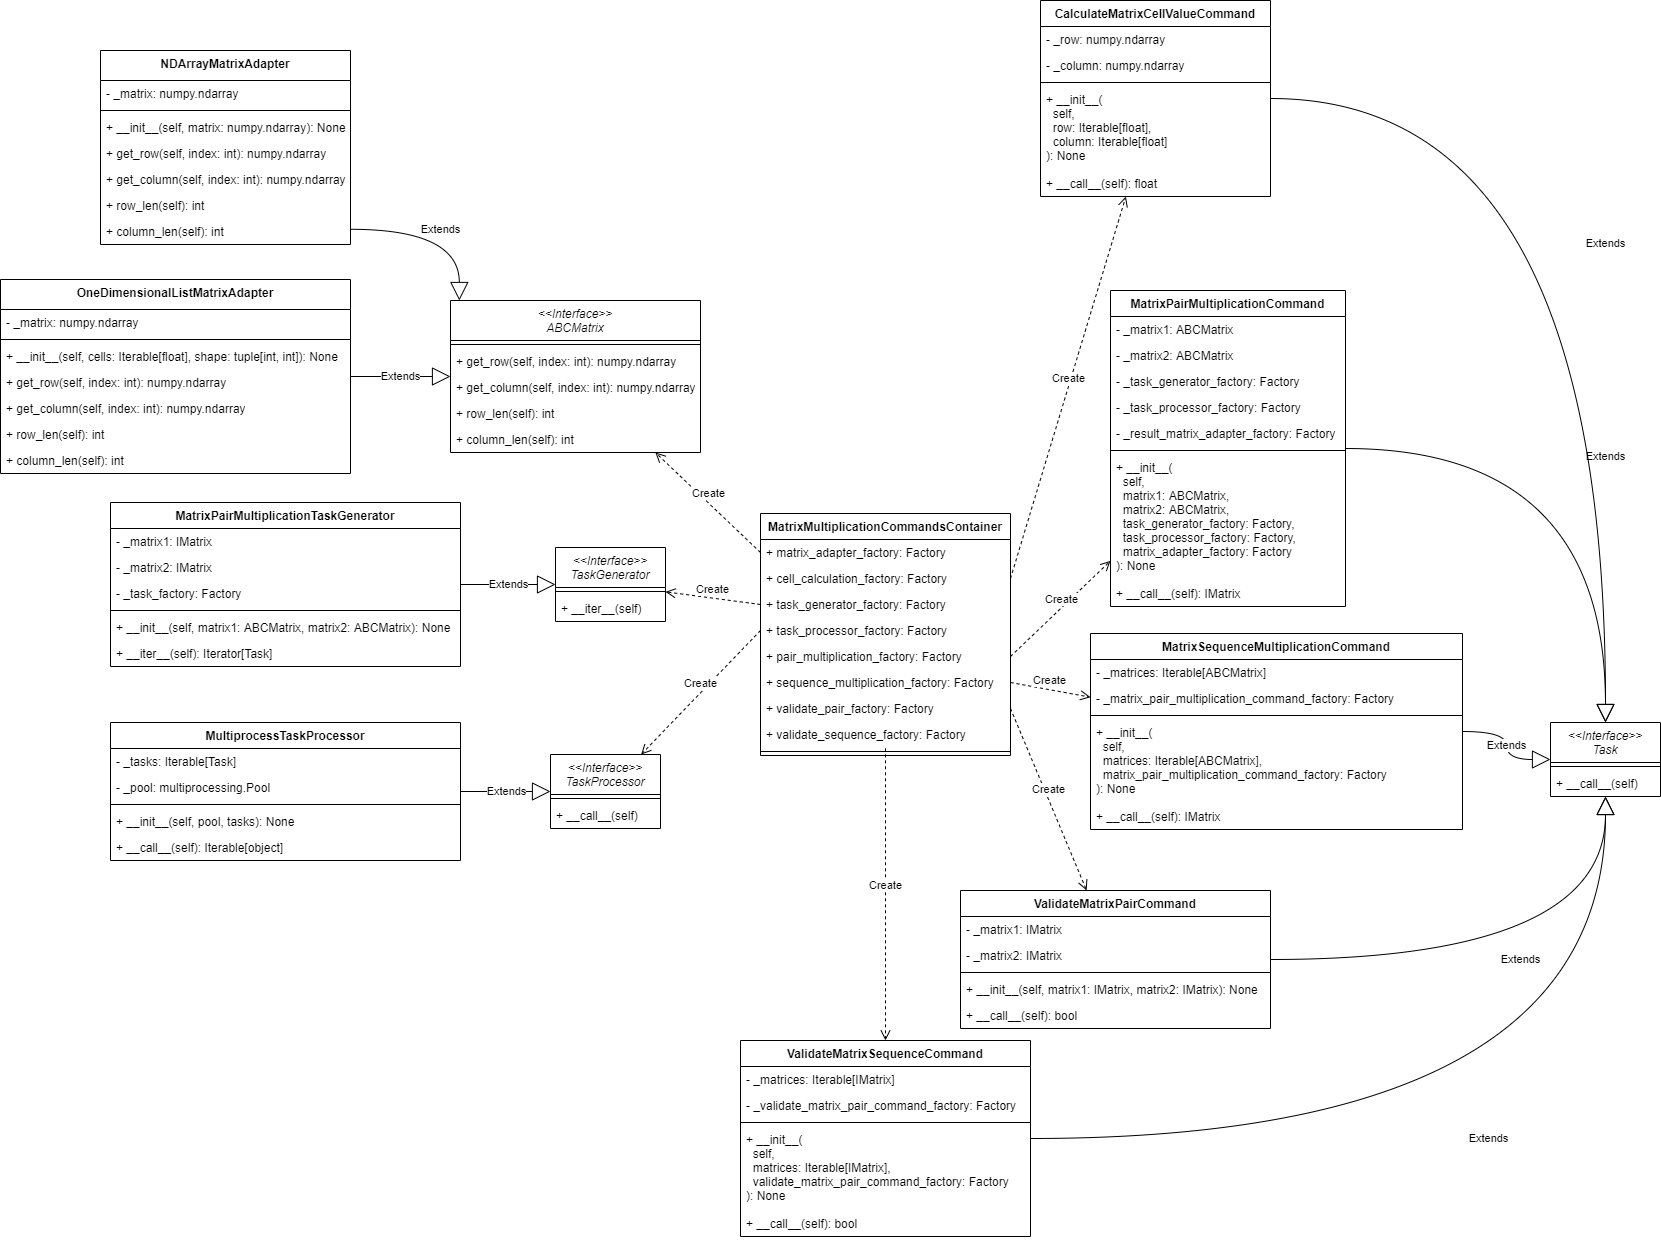 CalculateMatrixCellValueCommand
- _row: numpy.ndarray
- _column: numpy.ndarray
+ __init__(
self,
row: Iterable[float],
column: Iterable[float]
): None
+ __call__(self): float
NDArrayMatrixAdapter
- _matrix: numpy.ndarray
+ __init__(self, matrix: numpy.ndarray): None
+ get_row(self, index: int): numpy.ndarray
+ get_column(self, index: int): numpy.ndarray
+ row_len(self): int
+ column_len(self): int
Extends
Extends
OneDimensionalListMatrixAdapter
- _matrix: numpy.ndarray
+ __init__(self, cells: Iterable[float], shape: tuple[int, int]): None
+ get_row(self, index: int): numpy.ndarray
+ get_column(self, index: int): numpy.ndarray
+ row_len(self): int
+ column_len(self): int
Extends
<<Interface>>
ABCMatrix
+ get_row(self, index: int): numpy.ndarray
+ get_column(self, index: int): numpy.ndarray
+ row_len(self): int
+ column_len(self): int
Create
MatrixPairMultiplicationCommand
- _matrix1: ABCMatrix
- _matrix2: ABCMatrix
- _task_generator_factory: Factory
- _task_processor_factory: Factory
- _result_matrix_adapter_factory: Factory
+ __init__(
self,
matrix1: ABCMatrix,
matrix2: ABCMatrix,
task_generator_factory: Factory,
task_processor_factory: Factory,
matrix_adapter_factory: Factory
): None
+ __call__(self): IMatrix
Extends
Create
MatrixPairMultiplicationTaskGenerator
- _matrix1: IMatrix
- _matrix2: IMatrix
- _task_factory: Factory
+ __init__(self, matrix1: ABCMatrix, matrix2: ABCMatrix): None
+ __iter__(self): Iterator[Task]
Extends
<<Interface>>
TaskGenerator
+ __iter__(self)
Create
MatrixMultiplicationCommandsContainer
+ matrix_adapter_factory: Factory
+ cell_calculation_factory: Factory
+ task_generator_factory: Factory
+ task_processor_factory: Factory
+ pair_multiplication_factory: Factory
+ sequence_multiplication_factory: Factory
+ validate_pair_factory: Factory
+ validate_sequence_factory: Factory
Create
Create
Create
MatrixSequenceMultiplicationCommand
- _matrices: Iterable[ABCMatrix]
- _matrix_pair_multiplication_command_factory: Factory
+ __init__(
self,
matrices: Iterable[ABCMatrix],
matrix_pair_multiplication_command_factory: Factory
): None
+ __call__(self): IMatrix
Extends
<<Interface>>
Task
+ __call__(self)
MultiprocessTaskProcessor
- _tasks: Iterable[Task]
- _pool: multiprocessing.Pool
+ __init__(self, pool, tasks): None
+ __call__(self): Iterable[object]
Extends
<<Interface>>
TaskProcessor
+ __call__(self)
Create
Create
ValidateMatrixPairCommand
- _matrix1: IMatrix
- _matrix2: IMatrix
+ __init__(self, matrix1: IMatrix, matrix2: IMatrix): None
+ __call__(self): bool
Extends
ValidateMatrixSequenceCommand
- _matrices: Iterable[IMatrix]
- _validate_matrix_pair_command_factory: Factory
+ __init__(
self,
matrices: Iterable[IMatrix],
validate_matrix_pair_command_factory: Factory
): None
+ __call__(self): bool
Extends